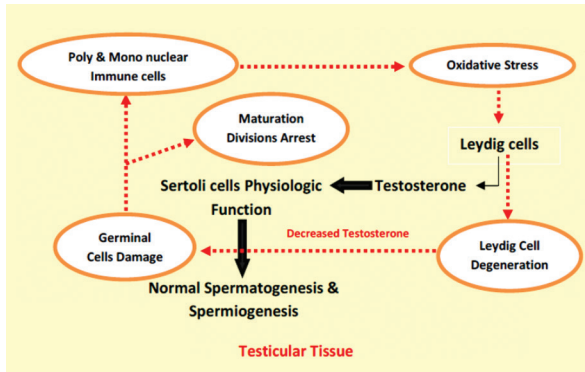 Poly & Mono nuclear
Immune cells
Oxidative Stress
Maturation
Divisions Arrest
Leydig cells
Sertoli cells Physiologic
Function
Testosterone
Germinal
Cells Damage
Decreased Testosterone
Leydig Cell
Degeneration
Normal Spermatogenesis &
Spermiogenesis
Testicular Tissue